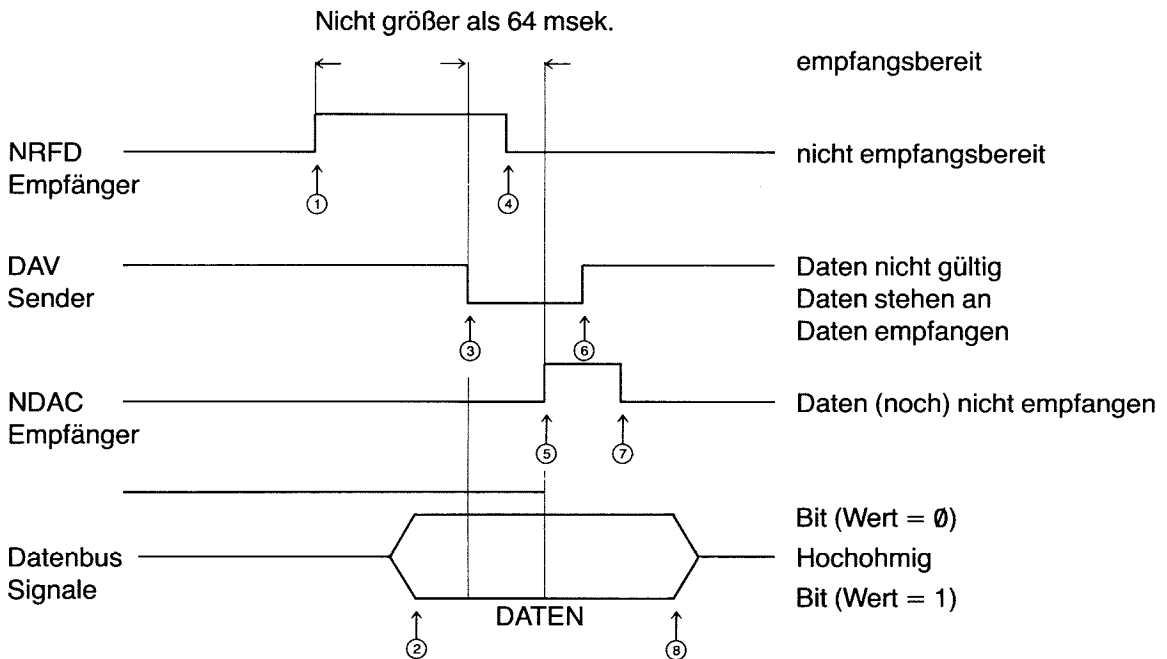 Nicht größer als 64 msek.
empfangsbereit
NRFD
Empfänger
nicht empfangsbereit
1
4
DAV
Sender
Daten nicht gültig
Daten stehen an
Daten empfangen
3
6
NDAC
Empfänger
Daten (noch) nicht empfangen
5
7
Bit (Wert = 0)
Datenbus
Signale
Hochohmig
Bit (Wert = 1)
DATEN
2
8